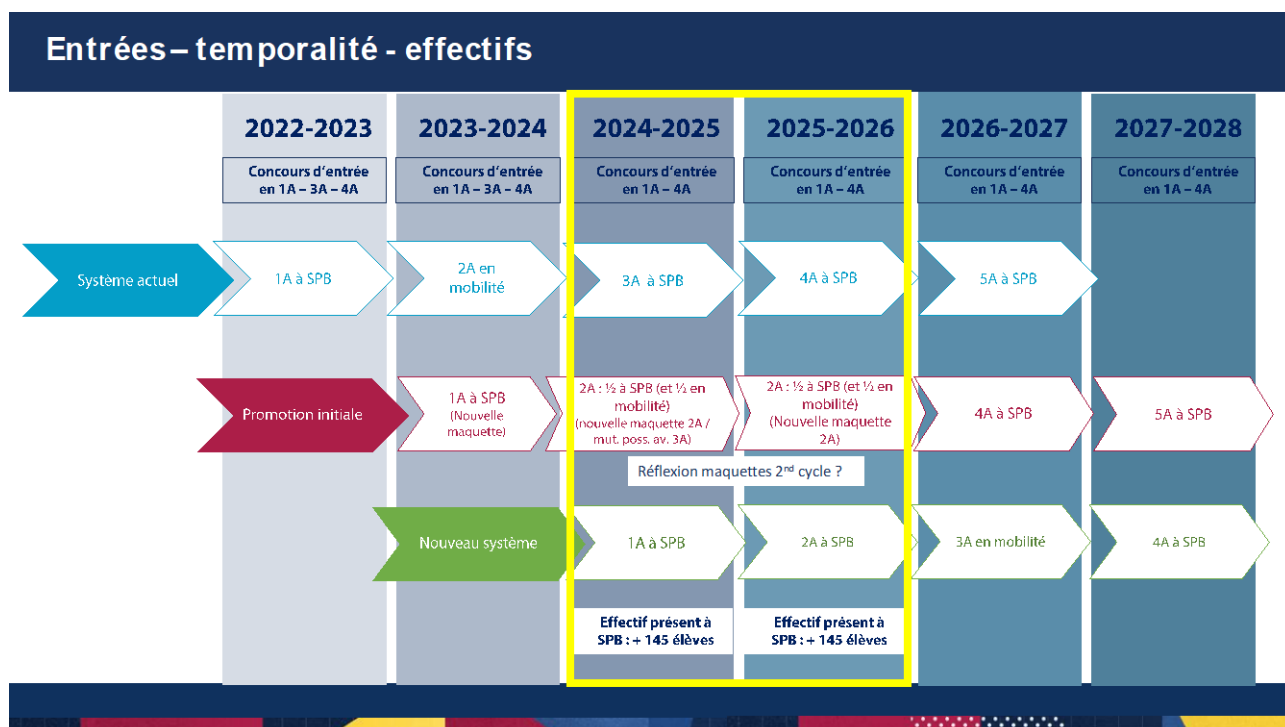 Entrées – temporalité - effectifs
2022-2023
2023-2024
2024-2025
2025-2026
2026-2027
2027-2028
Concours d'entrée
en 1A – 3A – 4A
Concours d'entrée
en 1A – 3A – 4A
Concours d'entrée
en 1A – 4A
Concours d'entrée
en 1A – 4A
Concours d'entrée
en 1A – 4A
Concours d'entrée
en 1A – 4A
Système actuel
1A à SPB
2A en
mobilité
3A à SPB
4A à SPB
5A à SPB
Promotion initiale
1A à SPB
(Nouvelle
maquette)
2A : ½ à SPB (et ½ en
mobilité)
(nouvelle maquette 2A /
mut. poss. av. 3A)
2A : ½ à SPB (et ½ en
mobilité)
(Nouvelle maquette
2A)
4A à SPB
5A à SPB
Réflexion maquettes 2nd cycle ?
Nouveau système
1A à SPB
2A à SPB
3A en mobilité
4A à SPB
Effectif présent à
SPB : + 145 élèves
Effectif présent à
SPB : + 145 élèves